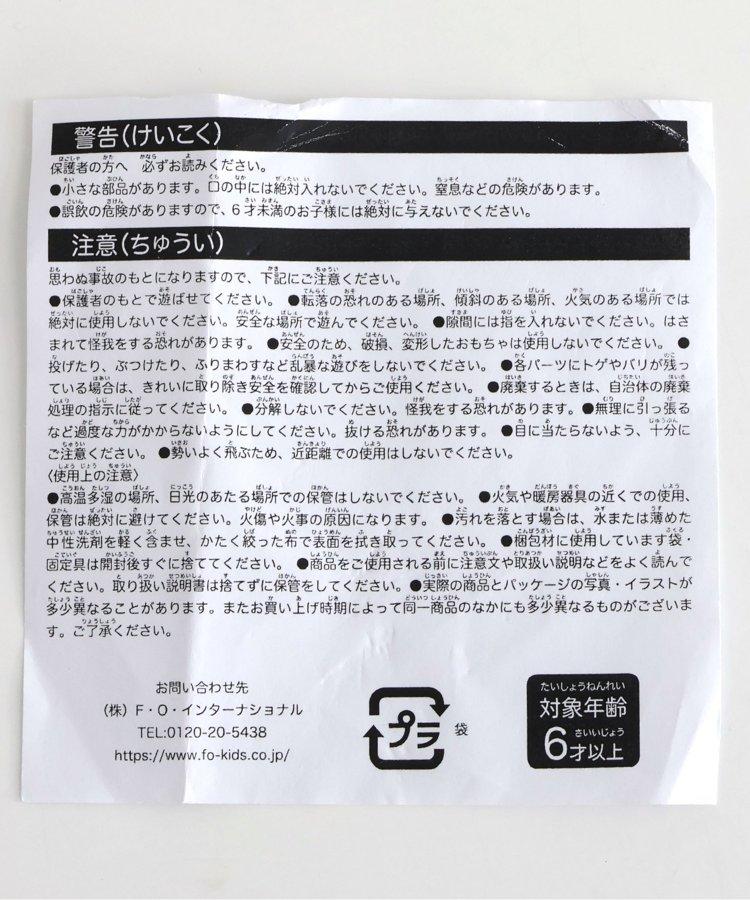 警告(けいこく)
保護者の方へ 必ずお読みください。
●小さな部品があります。口の中には絶対入れないでください。窒息などの危険があります。
●誤飲の危険がありますので、6才未満のお子様には絶対に与えないでください。
注意(ちゅうい)
思わぬ事故のもとになりますので、下記にご注意ください。
●保護者のもとで遊ばせてください。 ●転落の恐れのある場所、傾斜のある場所、火気のある場所では
絶対に使用しないでください。安全な場所で遊んでください。 ●隙間には指を入れないでください。はさ
まれて怪我をする恐れがあります。 ●安全のため、破損、変形したおもちゃは使用しないでください。 ●
投げたり、ぶつけたり、ふりまわすなど乱暴な遊びをしないでください。 ●各パーツにトゲやバリが残っ
ている場合は、きれいに取り除き安全を確認してからご使用ください。 ●廃棄するときは、自治体の廃棄
処理の指示に従ってください。 ●分解しないでください。怪我をする恐れがあります。 ●無理に引っ張る
など過度な力がかからないようにしてください。抜ける恐れがあります。 ●目に当たらないよう、十分に
ご注意ください。 ●勢いよく飛ぶため、近距離での使用はしないでください。
〈使用上の注意〉
●高温多湿の場所、日光のあたる場所での保管はしないでください。 ●火気や暖房器具の近くでの使用、
保管は絶対に避けてください。火傷や火事の原因になります。 ●汚れを落とす場合は、水または薄めた
中性洗剤を軽く含ませ、かたく絞った布で表面を拭き取ってください。 ●梱包材に使用しています袋・
固定具は開封後すぐに捨ててください。 ●商品をご使用される前に注意文や取扱い説明などをよく読んで
ください。取り扱い説明書は捨てずに保管をしてください。 ●実際の商品とパッケージの写真・イラストが
多少異なることがあります。またお買い上げ時期によって同一商品のなかにも多少異なるものがございま
す。ご了承ください。
お問い合わせ先
(株) F・O・インターナショナル
TEL:0120-20-5438
https://www.fo-kids.co.jp/
プラ
袋
たいしょうねんれい
対象年齢
さいいじょう
6才以上